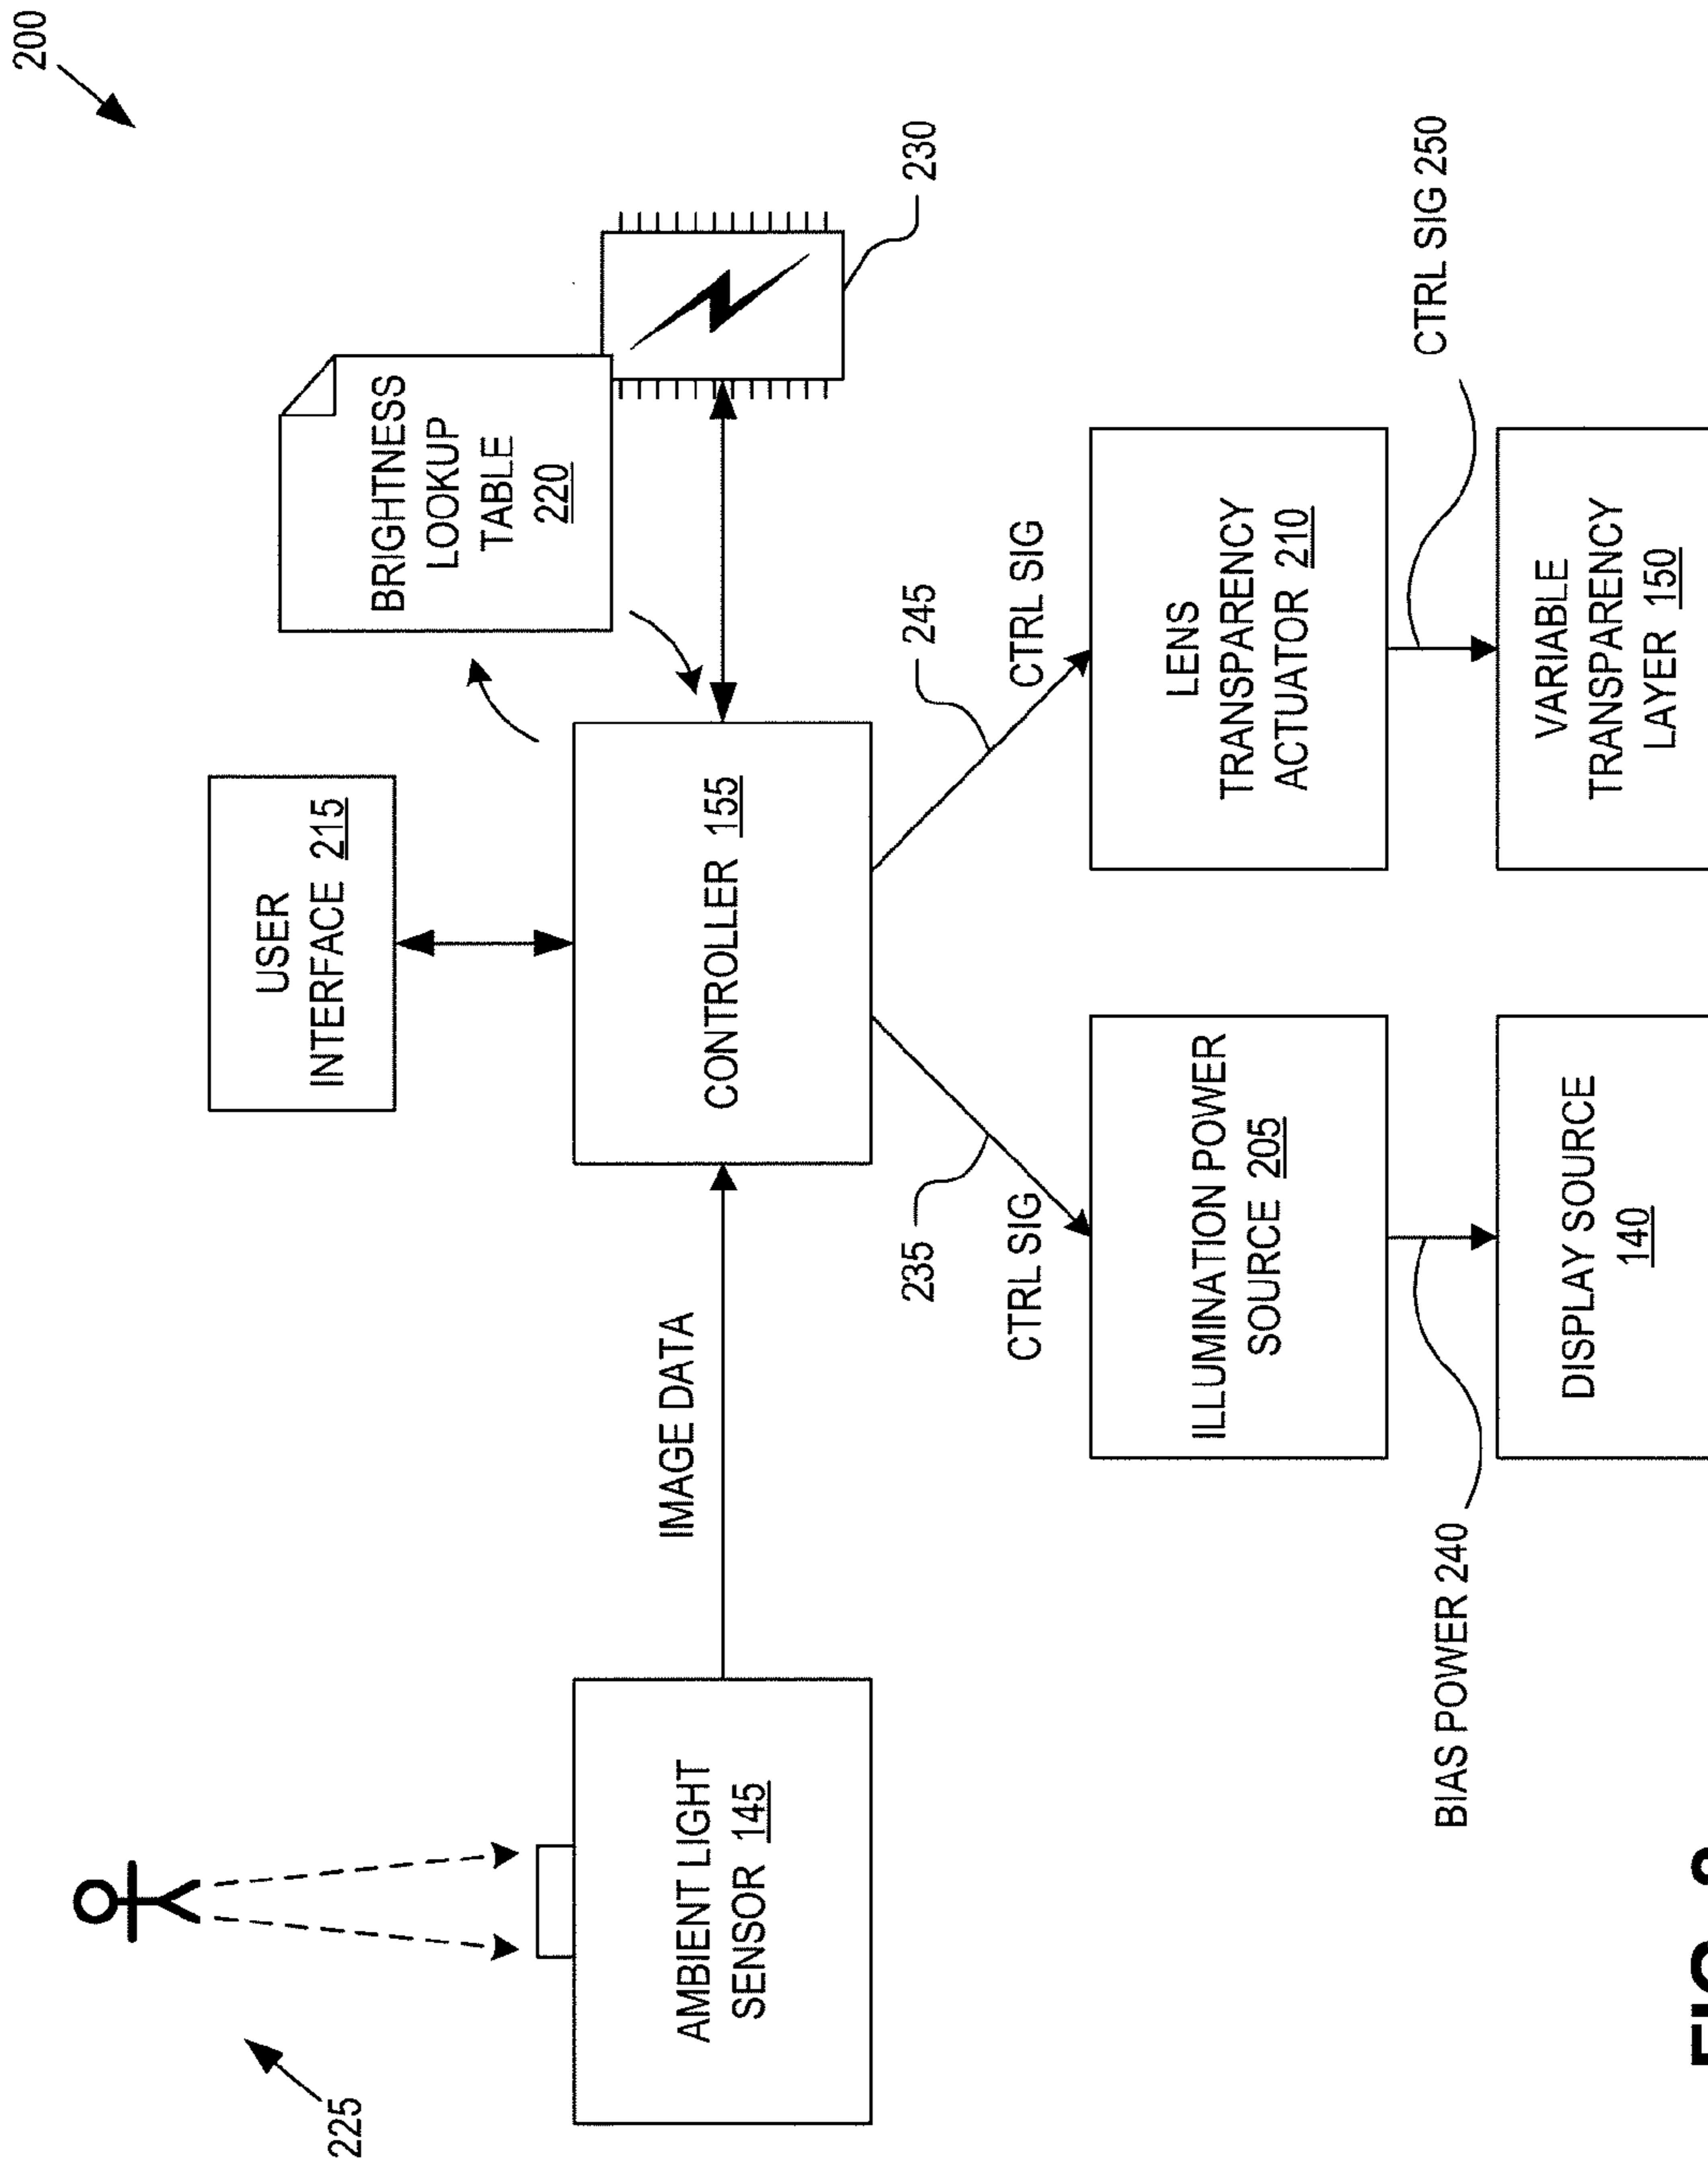 200
USER
INTERFACE 215
BRIGHTNESS
LOOKUP
TABLE
220
230
225
AMBIENT LIGHT
SENSOR 145
IMAGE DATA
CONTROLLER 155
235
CTRL SIG
245
CTRL SIG
ILLUMINATION POWER
SOURCE 205
LENS
TRANSPARENCY
ACTUATOR 210
BIAS POWER 240
CTRL SIG 250
DISPLAY SOURCE
140
VARIABLE
TRANSPARENCY
LAYER 150